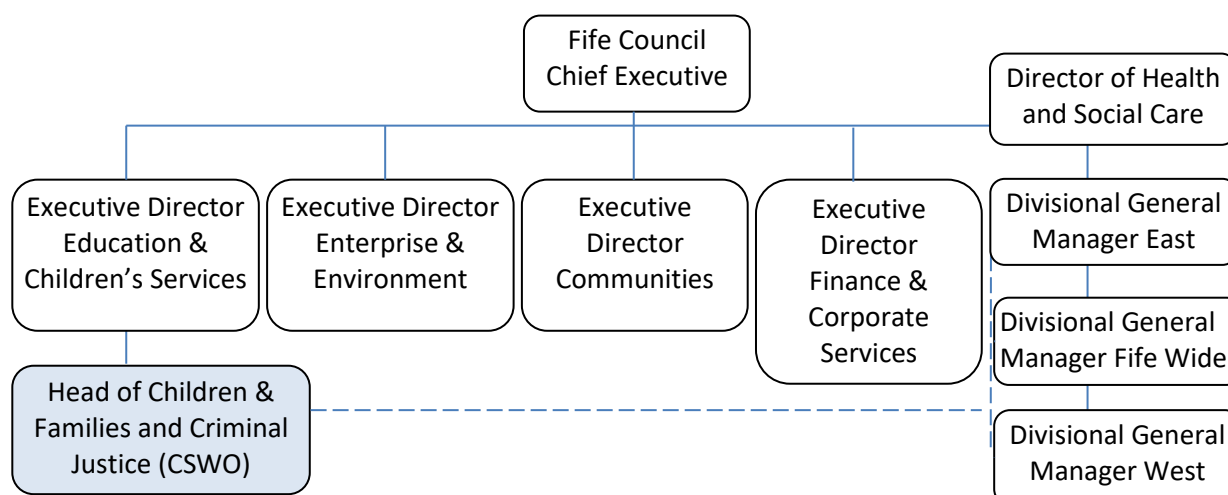 Fife Council
Chief Executive
Director of Health
and Social Care
Executive Director
Education &
Children’s Services
Executive Director
Enterprise &
Environment
Executive
Director
Communities
Executive
Director
Finance &
Corporate
Services
Divisional General
Manager East
Divisional General
Manager Fife Wide
Divisional General
Manager West
Head of Children &
Families and Criminal
Justice (CSWO)